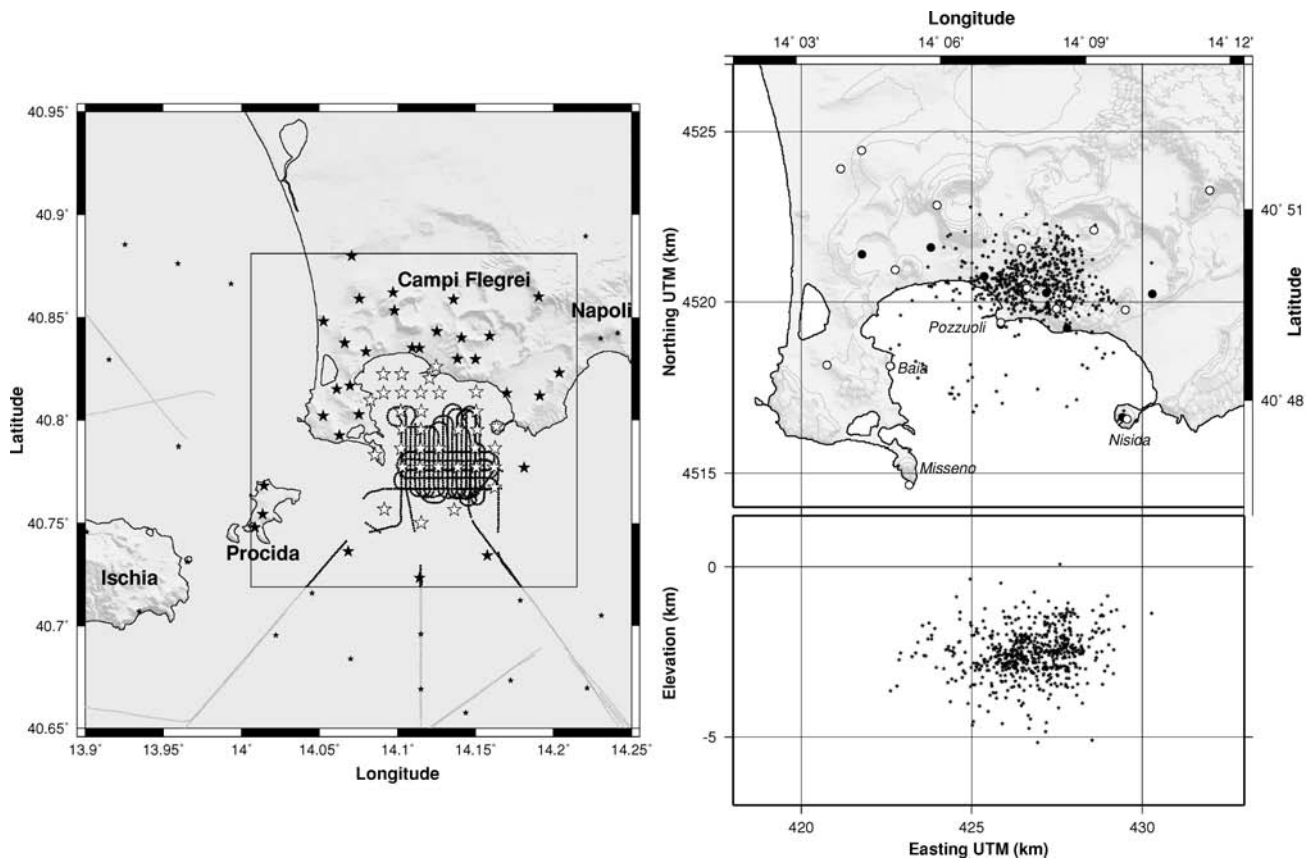 40.95˚
40.9˚
40.85˚
40.8˚
40.75˚
40.7˚
40.65˚
Latitude
13.9˚
13.95˚
14˚
14.05˚
14.1˚
14.15˚
14.2˚
14.25˚
Longitude
Campi Flegrei
Napoli
Procida
Ischia
Longitude
14˚ 03'
14˚ 06'
14˚ 09'
14˚ 12'
4525
4520
4515
Northing UTM (km)
40˚ 51'
40˚ 48'
Latitude
Pozzuoli
Baia
Nisida
Misseno
0
-5
Elevation (km)
420
425
430
Easting UTM (km)